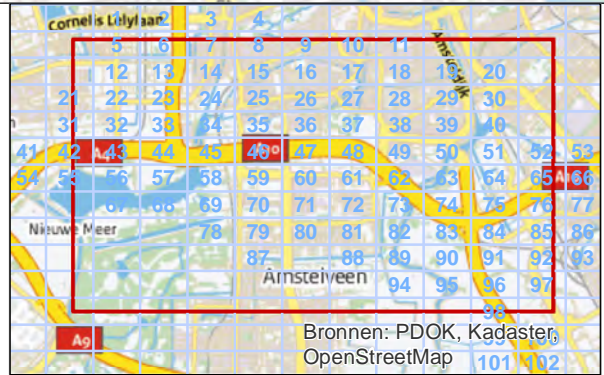 1 2 3 4
Cornelis Lelylaan
5 6 7 8 9 10 11
Amsteldijk
12 13 14 15 16 17 18 19 20
21 22 23 24 25 26 27 28 29 30
31 32 33 34 35 36 37 38 39 40
41 42 43 44 45 46 47 48 49 50 51 52 53
A4
54 55 56 57 58 59 60 61 62 63 64 65 66
67 68 69 70 71 72 73 74 75 76 77
Nieuwe Meer
78 79 80 81 82 83 84 85 86
87 88 89 90 91 92 93
Amstelveen
94 95 96 97
98
Bronnen: PDOK, Kadaster,
A9
OpenStreetMap
101 102